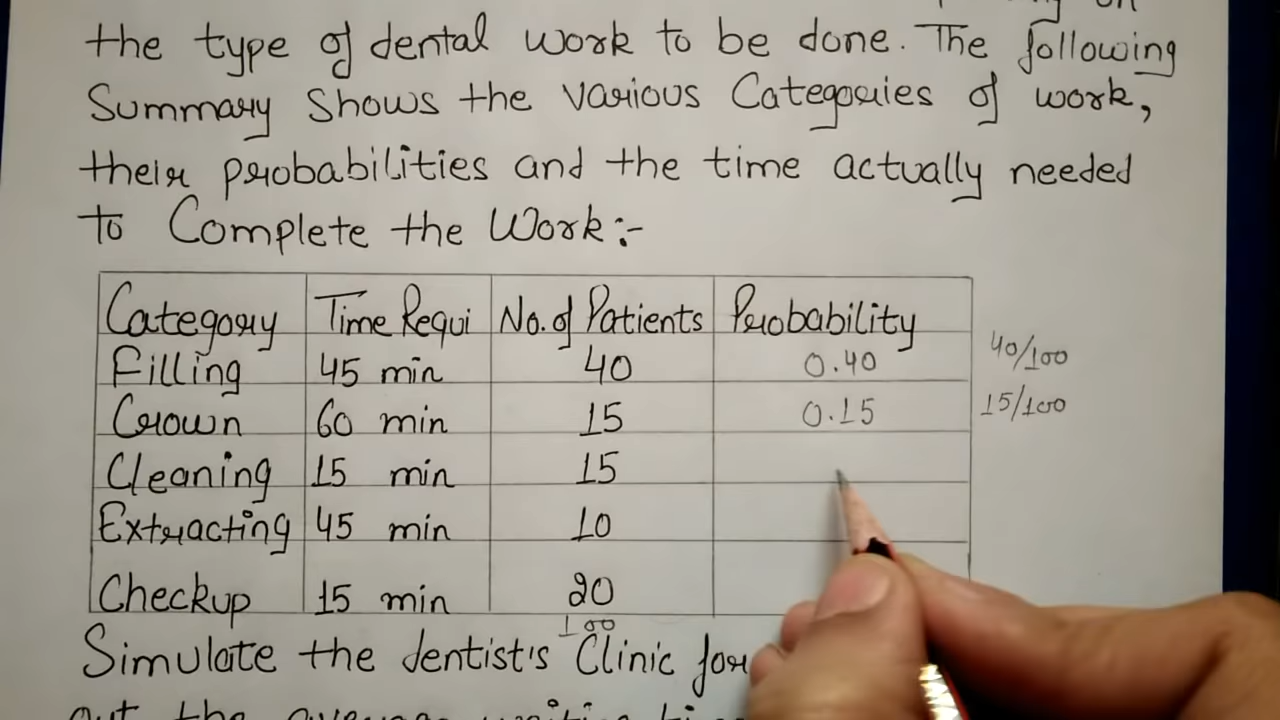 the type of dental work to be done. The following
Summary Shows the various Categories of work,
their probabilities and the time actually needed
to Complete the Work:-
Category Time Requi No. of Patients Probability
Filling 45 min 40 0.40 40/100
Crown 60 min 15 0.15 15/100
Cleaning 15 min 15
Extracting 45 min 10
Checkup 15 min 20
100
Simulate the dentist's Clinic for
out the